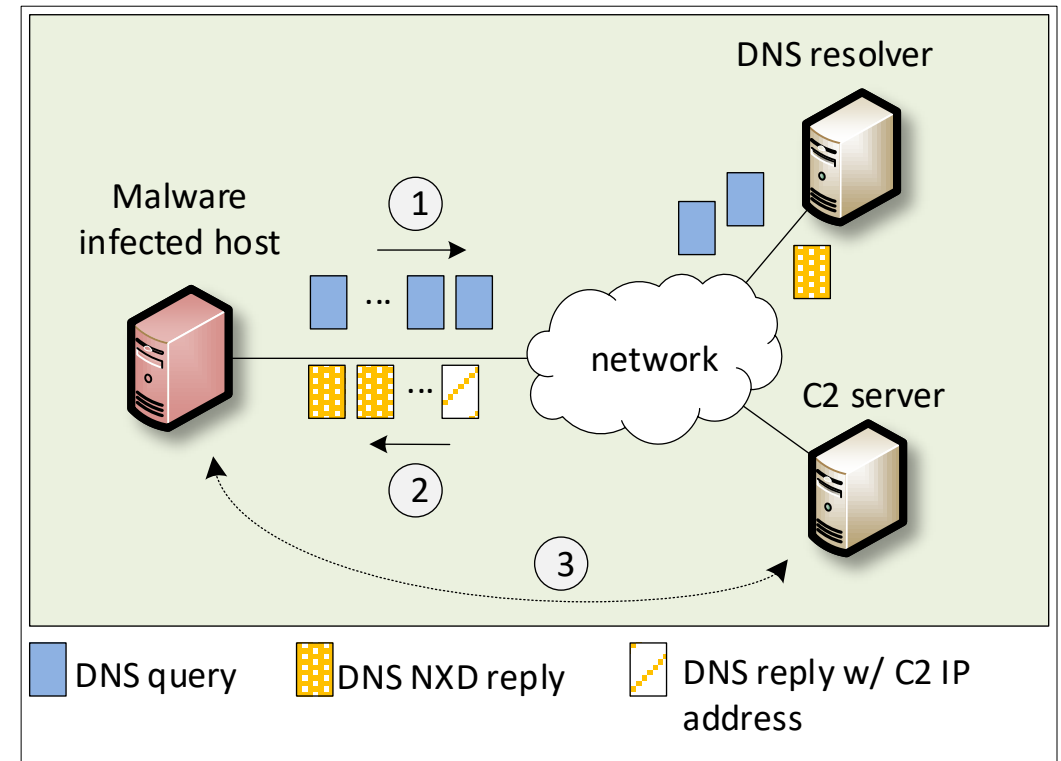 DNS resolver
Malware
infected host
1
...
network
...
2
C2 server
3
DNS query
DNS NXD reply
DNS reply w/ C2 IP
address